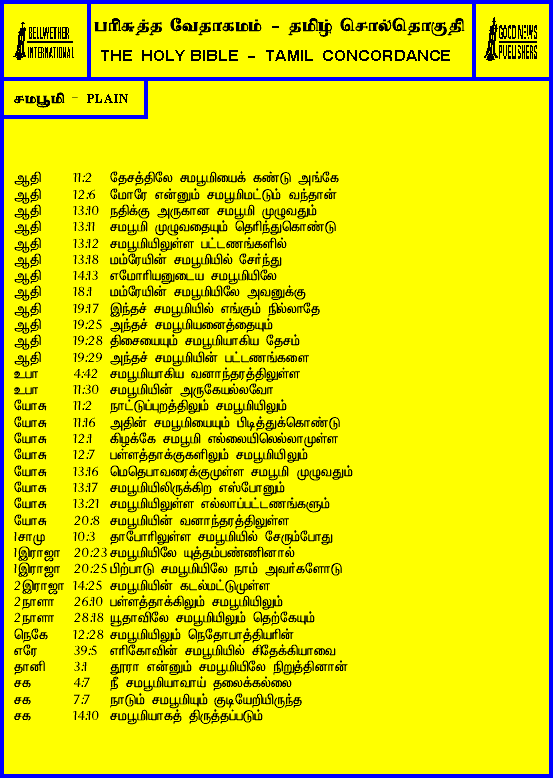 BELLWETHER
INTERNATIONAL
பரிசுத்த வேதாகமம் - தமிழ் சொல்தொகுதி
THE HOLY BIBLE - TAMIL CONCORDANCE
GOOD NEWS
PUBLISHERS
சமபூமி - PLAIN
ஆதி 11:2 தேசத்திலே சமபூமியைக் கண்டு அங்கே
ஆதி 12:6 மோரே என்னும் சமபூமிமட்டும் வந்தான்
ஆதி 13:10 நதிக்கு அருகான சமபூமி முழுவதும்
ஆதி 13:11 சமபூமி முழுவதையும் தெரிந்துகொண்டு
ஆதி 13:12 சமபூமியிலுள்ள பட்டணங்களில்
ஆதி 13:18 மம்ரேயின் சமபூமியில் சேர்ந்து
ஆதி 14:13 எமோரியனுடைய சமபூமியிலே
ஆதி 18:1 மம்ரேயின் சமபூமியிலே அவனுக்கு
ஆதி 19:17 இந்தச் சமபூமியில் எங்கும் நில்லாதே
ஆதி 19:25 அந்தச் சமபூமியனைத்தையும்
ஆதி 19:28 திசையையும் சமபூமியாகிய தேசம்
ஆதி 19:29 அந்தச் சமபூமியின் பட்டணங்களை
உபா 4:42 சமபூமியாகிய வனாந்தரத்திலுள்ள
உபா 11:30 சமபூமியின் அருகேயல்லவோ
யோசு 11:2 நாட்டுப்புறத்திலும் சமபூமியிலும்
யோசு 11:16 அதின் சமபூமியையும் பிடித்துக்கொண்டு
யோசு 12:1 கிழக்கே சமபூமி எல்லையிலெல்லாமுள்ள
யோசு 12:7 பள்ளத்தாக்குகளிலும் சமபூமியிலும்
யோசு 13:16 மெதெபாவரைக்குமுள்ள சமபூமி முழுவதும்
யோசு 13:17 சமபூமியிலிருக்கிற எஸ்போனும்
யோசு 13:21 சமபூமியிலுள்ள எல்லாப்பட்டணங்களும்
யோசு 20:8 சமபூமியின் வனாந்தரத்திலுள்ள
1சாமு 10:3 தாபோரிலுள்ள சமபூமியில் சேரும்போது
1இராஜா 20:23 சமபூமியிலே யுத்தம்பண்ணினால்
1இராஜா 20:25 பிற்பாடு சமபூமியிலே நாம் அவர்களோடு
2இராஜா 14:25 சமபூமியின் கடல்மட்டுமுள்ள
2நாளா 26:10 பள்ளத்தாக்கிலும் சமபூமியிலும்
2நாளா 28:18 யூதாவிலே சமபூமியிலும் தெற்கேயும்
நெகே 12:28 சமபூமியிலும் நெதோபாத்தியரின்
எரே 39:5 எரிகோவின் சமபூமியில் சிதேக்கியாவை
தானி 3:1 தூரா என்னும் சமபூமியிலே நிறுத்தினான்
சக 4:7 நீ சமபூமியாவாய் தலைக்கல்லை
சக 7:7 நாடும் சமபூமியும் குடியேறியிருந்த
சக 14:10 சமபூமியாகத் திருத்தப்படும்